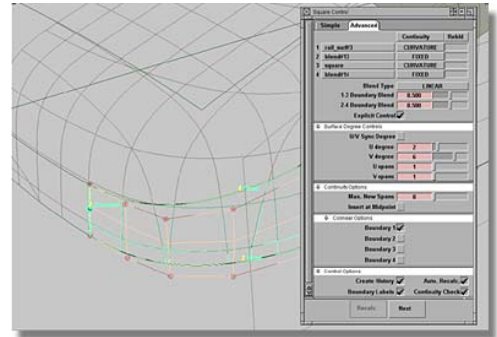 Square Control
Simple Advanced
Continuity Rebld
1 rail_surf#3 CURVATURE
2 blend#13 FIXED
3 square CURVATURE
4 blend#14 FIXED
Blend Type LINEAR
1-3 Boundary Blend 0.500
2-4 Boundary Blend 0.500
Explicit Control
Surface Degree Controls
U/V Sync Degree
U degree 2
V degree 6
U spans 1
V spans 1
Continuity Options
Max. New Spans 0
Insert at Midpoint
Colinear Options
Boundary 1
Boundary 2
Boundary 3
Boundary 4
Control Options
Create History Auto. Recalc.
Boundary Labels Continuity Check
Recalc Next